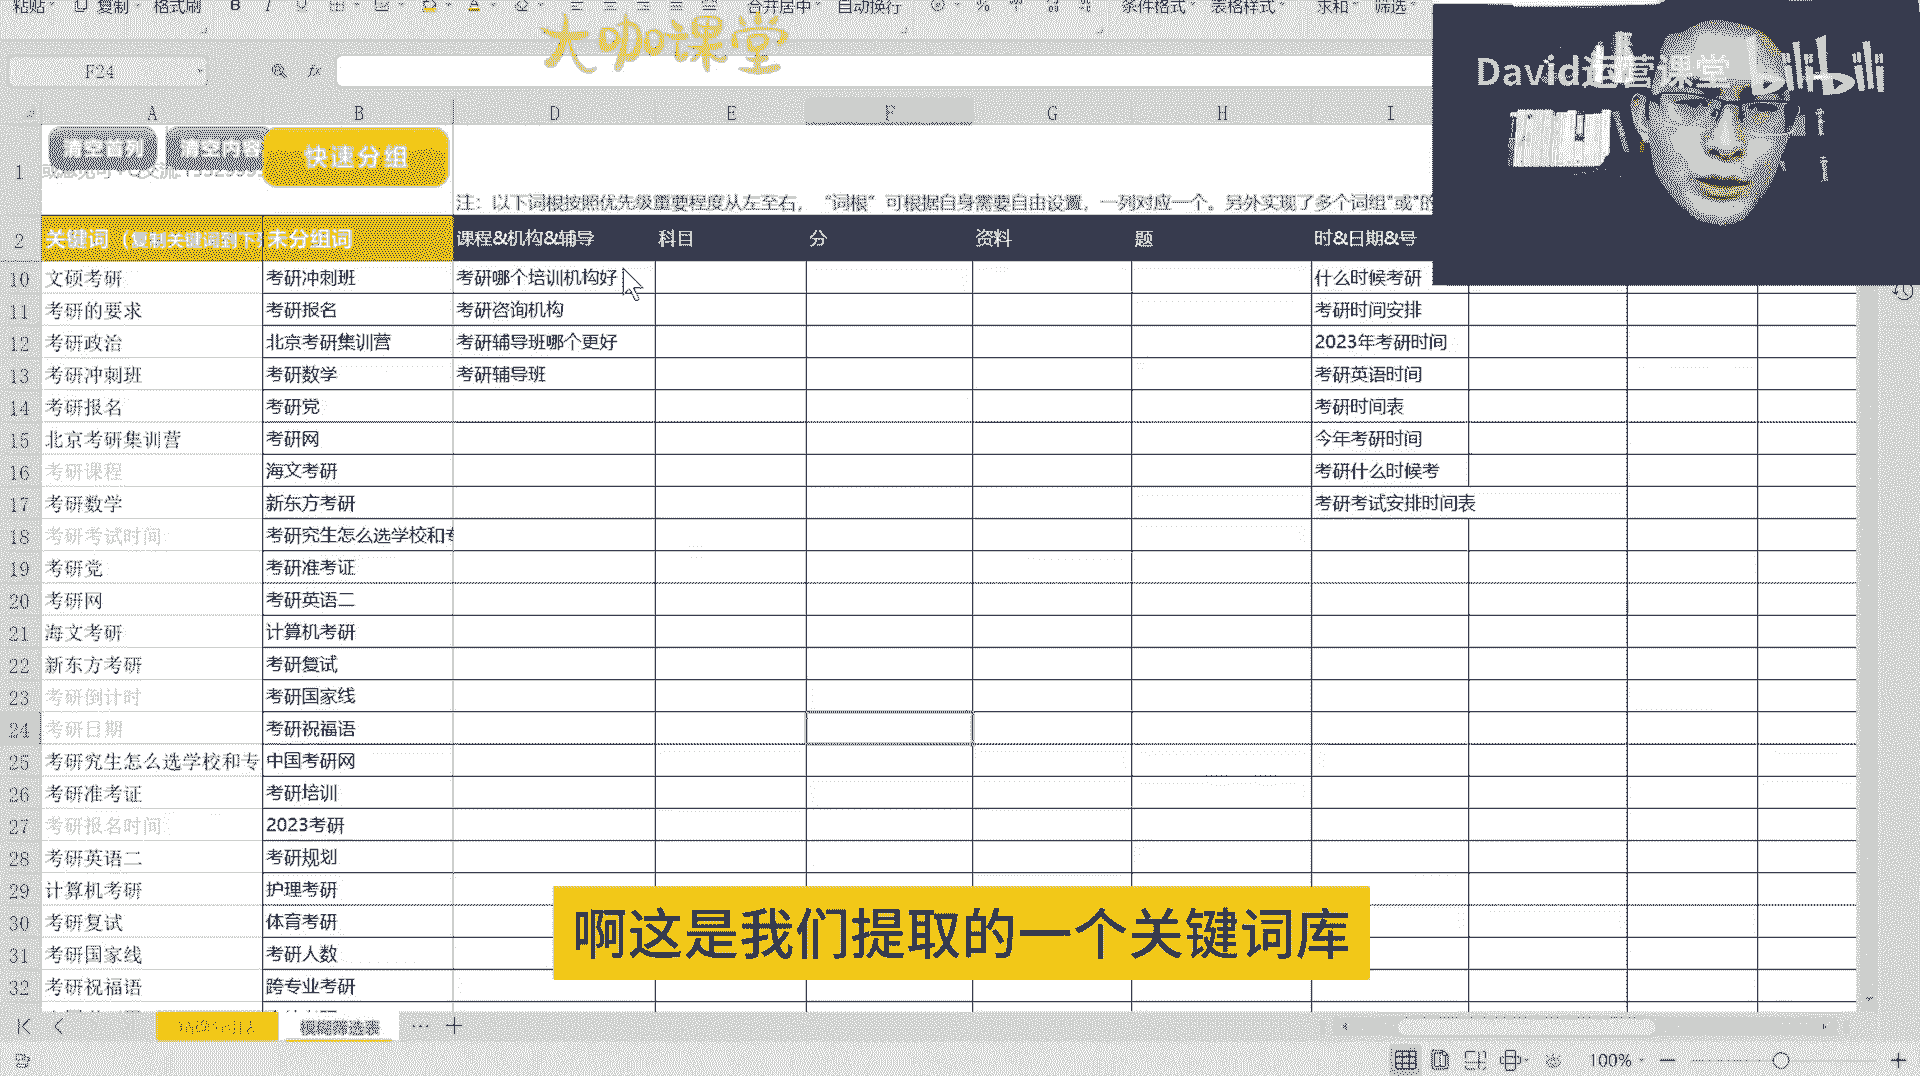 粘贴 复制 格式刷 B I U 合并居中 自动换行 % 条件格式 表格样式 求和 筛选
大咖课堂
David运营课堂 bilibili
F24 fx
A B D E F G H I
清空首列 清空内容 快速分组
1
注：以下词根按照优先级重要程度从左至右，“词根”可根据自身需要自由设置，一列对应一个。另外实现了多个词组“或”的
2 关键词（复制关键词到下 未分组词 课程&机构&辅导 科目 分 资料 题 时&日期&号
10 文硕考研 考研冲刺班 考研哪个培训机构好 什么时候考研
11 考研的要求 考研报名 考研咨询机构 考研时间安排
12 考研政治 北京考研集训营 考研辅导班哪个更好 2023年考研时间
13 考研冲刺班 考研数学 考研辅导班 考研英语时间
14 考研报名 考研党 考研时间表
15 北京考研集训营 考研网 今年考研时间
16 考研课程 海文考研 考研什么时候考
17 考研数学 新东方考研 考研考试安排时间表
18 考研考试时间 考研究生怎么选学校和专
19 考研党 考研准考证
20 考研网 考研英语二
21 海文考研 计算机考研
22 新东方考研 考研复试
23 考研倒计时 考研国家线
24 考研日期 考研祝福语
25 考研究生怎么选学校和专 中国考研网
26 考研准考证 考研培训
27 考研报名时间 2023考研
28 考研英语二 考研规划
29 计算机考研 护理考研
30 考研复试 体育考研
31 考研国家线 考研人数
32 考研祝福语 跨专业考研
啊这是我们提取的一个关键词库
模糊筛选表
100%